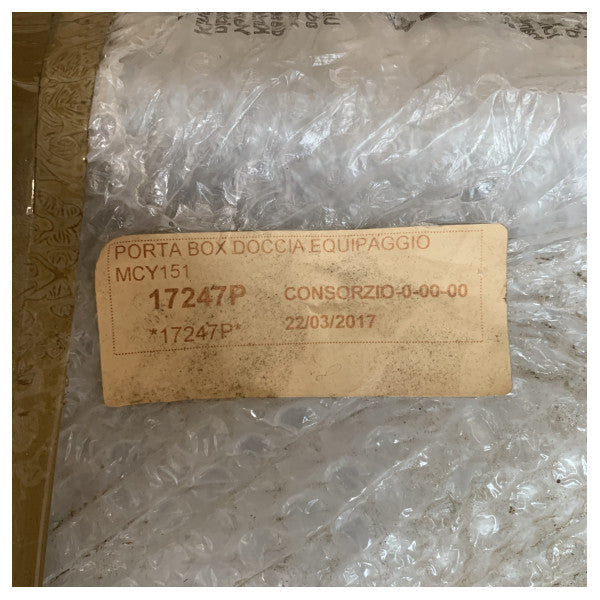 PORTA BOX DOCCIA EQUIPAGGIO
MCY151
17247P CONSORZIO-0-00-00
*17247P* 22/03/2017